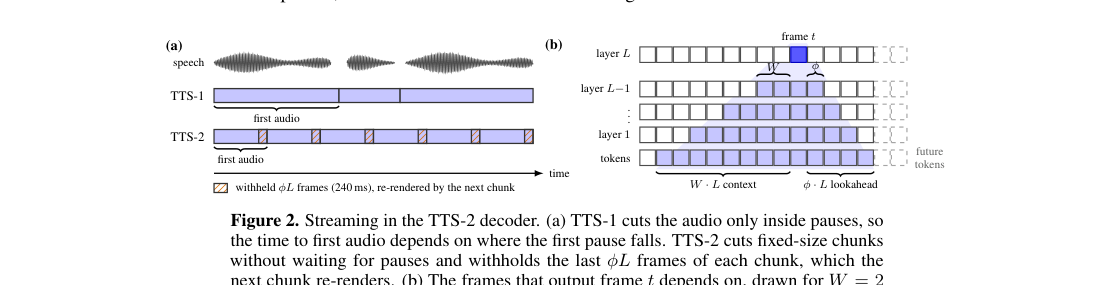 (a)
speech
TTS-1
first audio
TTS-2
first audio
time
withheld ϕL frames (240 ms), re-rendered by the next chunk
(b)
frame t
layer L
W ϕ
layer L−1
⋮
layer 1
tokens
future
tokens
W · L context
ϕ · L lookahead
Figure 2. Streaming in the TTS-2 decoder. (a) TTS-1 cuts the audio only inside pauses, so
the time to first audio depends on where the first pause falls. TTS-2 cuts fixed-size chunks
without waiting for pauses and withholds the last ϕL frames of each chunk, which the
next chunk re-renders. (b) The frames that output frame t depends on, drawn for W = 2